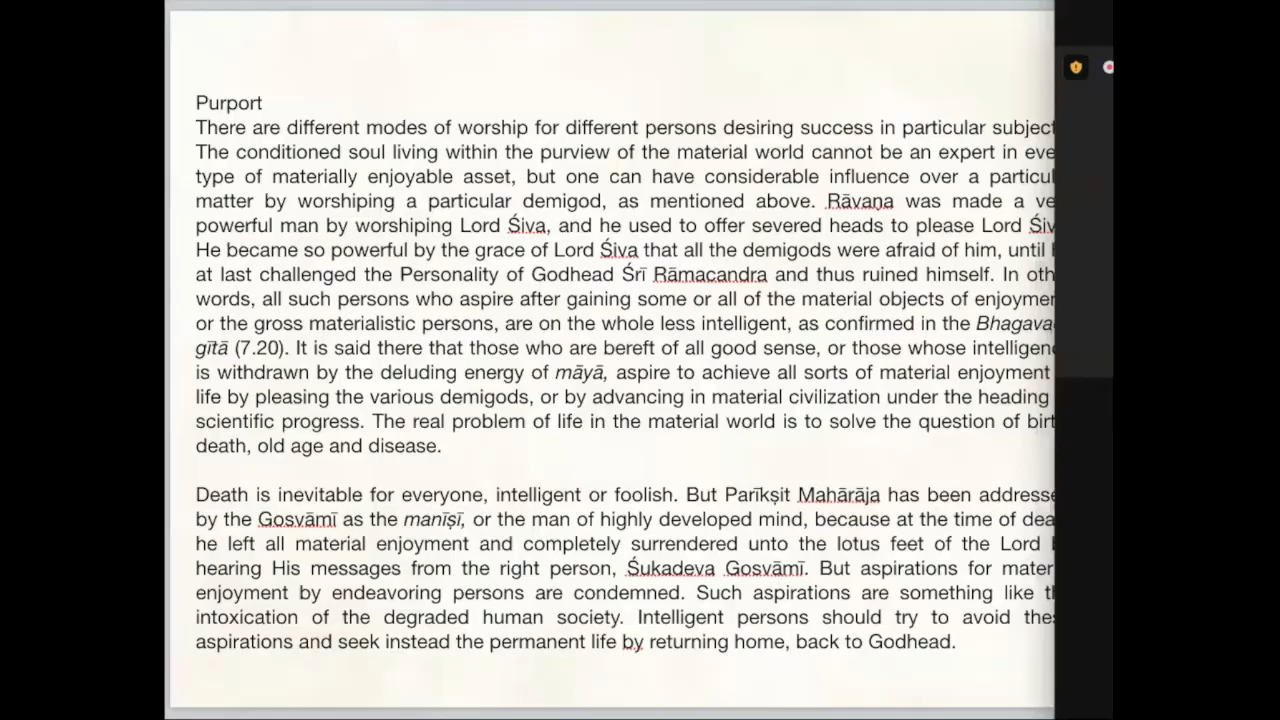 Purport
There are different modes of worship for different persons desiring success in particular subject
The conditioned soul living within the purview of the material world cannot be an expert in eve
type of materially enjoyable asset, but one can have considerable influence over a particul
matter by worshiping a particular demigod, as mentioned above. Rāvaṇa was made a ve
powerful man by worshiping Lord Śiva, and he used to offer severed heads to please Lord Śiv
He became so powerful by the grace of Lord Śiva that all the demigods were afraid of him, until
at last challenged the Personality of Godhead Śrī Rāmacandra and thus ruined himself. In oth
words, all such persons who aspire after gaining some or all of the material objects of enjoymen
or the gross materialistic persons, are on the whole less intelligent, as confirmed in the Bhagava
gītā (7.20). It is said there that those who are bereft of all good sense, or those whose intelligenc
is withdrawn by the deluding energy of māyā, aspire to achieve all sorts of material enjoyment
life by pleasing the various demigods, or by advancing in material civilization under the heading
scientific progress. The real problem of life in the material world is to solve the question of birt
death, old age and disease.
Death is inevitable for everyone, intelligent or foolish. But Parīkṣit Mahārāja has been addresse
by the Gosvāmī as the manīṣī, or the man of highly developed mind, because at the time of dea
he left all material enjoyment and completely surrendered unto the lotus feet of the Lord
hearing His messages from the right person, Śukadeva Gosvāmī. But aspirations for mater
enjoyment by endeavoring persons are condemned. Such aspirations are something like th
intoxication of the degraded human society. Intelligent persons should try to avoid thes
aspirations and seek instead the permanent life by returning home, back to Godhead.